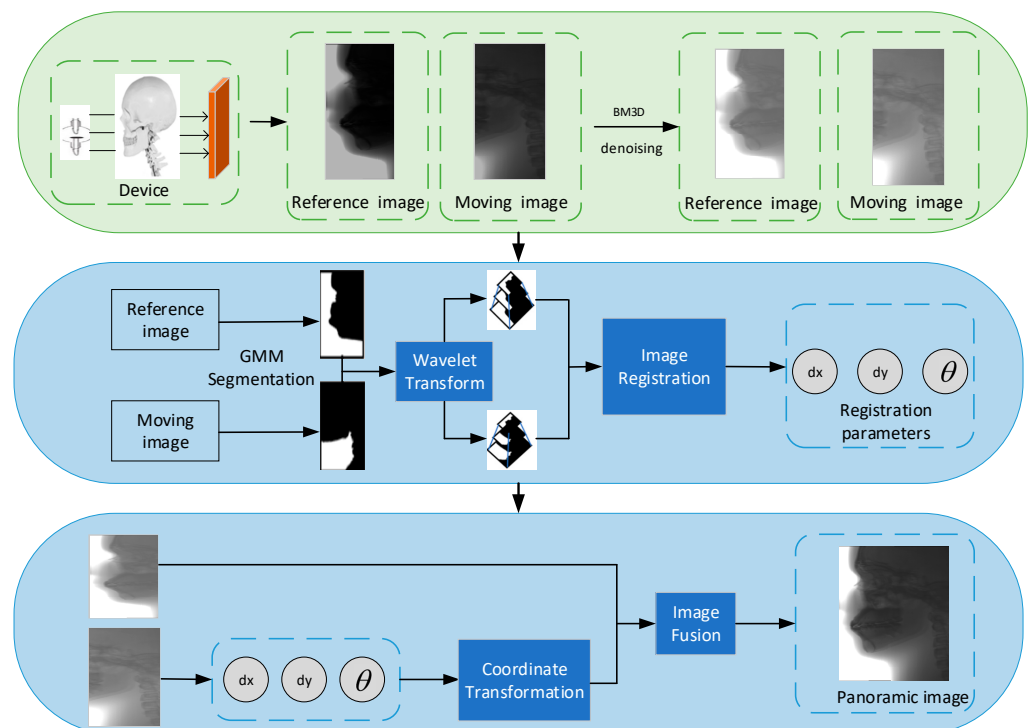 BM3D
denoising
Device
Reference image
Moving image
Reference image
Moving image
Reference
image
GMM
Segmentation
Moving
image
Wavelet
Transform
Image
Registration
dx
dy
θ
Registration
parameters
dx
dy
θ
Coordinate
Transformation
Image
Fusion
Panoramic image